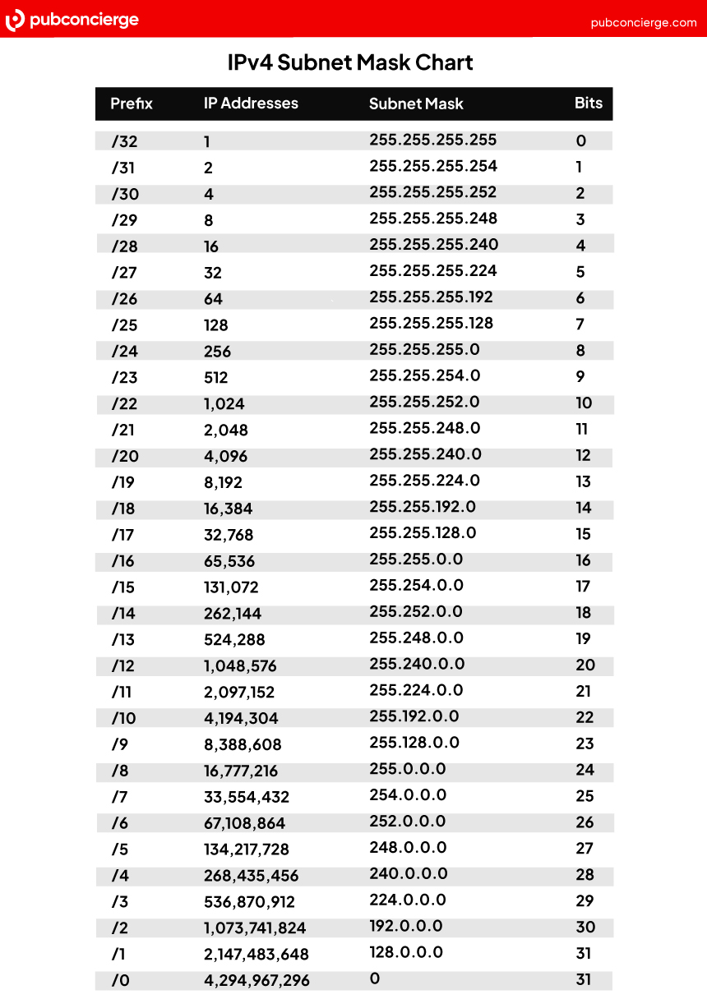 pubconcierge
pubconcierge.com
IPv4 Subnet Mask Chart
Prefix IP Addresses Subnet Mask Bits
/32 1 255.255.255.255 0
/31 2 255.255.255.254 1
/30 4 255.255.255.252 2
/29 8 255.255.255.248 3
/28 16 255.255.255.240 4
/27 32 255.255.255.224 5
/26 64 255.255.255.192 6
/25 128 255.255.255.128 7
/24 256 255.255.255.0 8
/23 512 255.255.254.0 9
/22 1,024 255.255.252.0 10
/21 2,048 255.255.248.0 11
/20 4,096 255.255.240.0 12
/19 8,192 255.255.224.0 13
/18 16,384 255.255.192.0 14
/17 32,768 255.255.128.0 15
/16 65,536 255.255.0.0 16
/15 131,072 255.254.0.0 17
/14 262,144 255.252.0.0 18
/13 524,288 255.248.0.0 19
/12 1,048,576 255.240.0.0 20
/11 2,097,152 255.224.0.0 21
/10 4,194,304 255.192.0.0 22
/9 8,388,608 255.128.0.0 23
/8 16,777,216 255.0.0.0 24
/7 33,554,432 254.0.0.0 25
/6 67,108,864 252.0.0.0 26
/5 134,217,728 248.0.0.0 27
/4 268,435,456 240.0.0.0 28
/3 536,870,912 224.0.0.0 29
/2 1,073,741,824 192.0.0.0 30
/1 2,147,483,648 128.0.0.0 31
/0 4,294,967,296 0 31